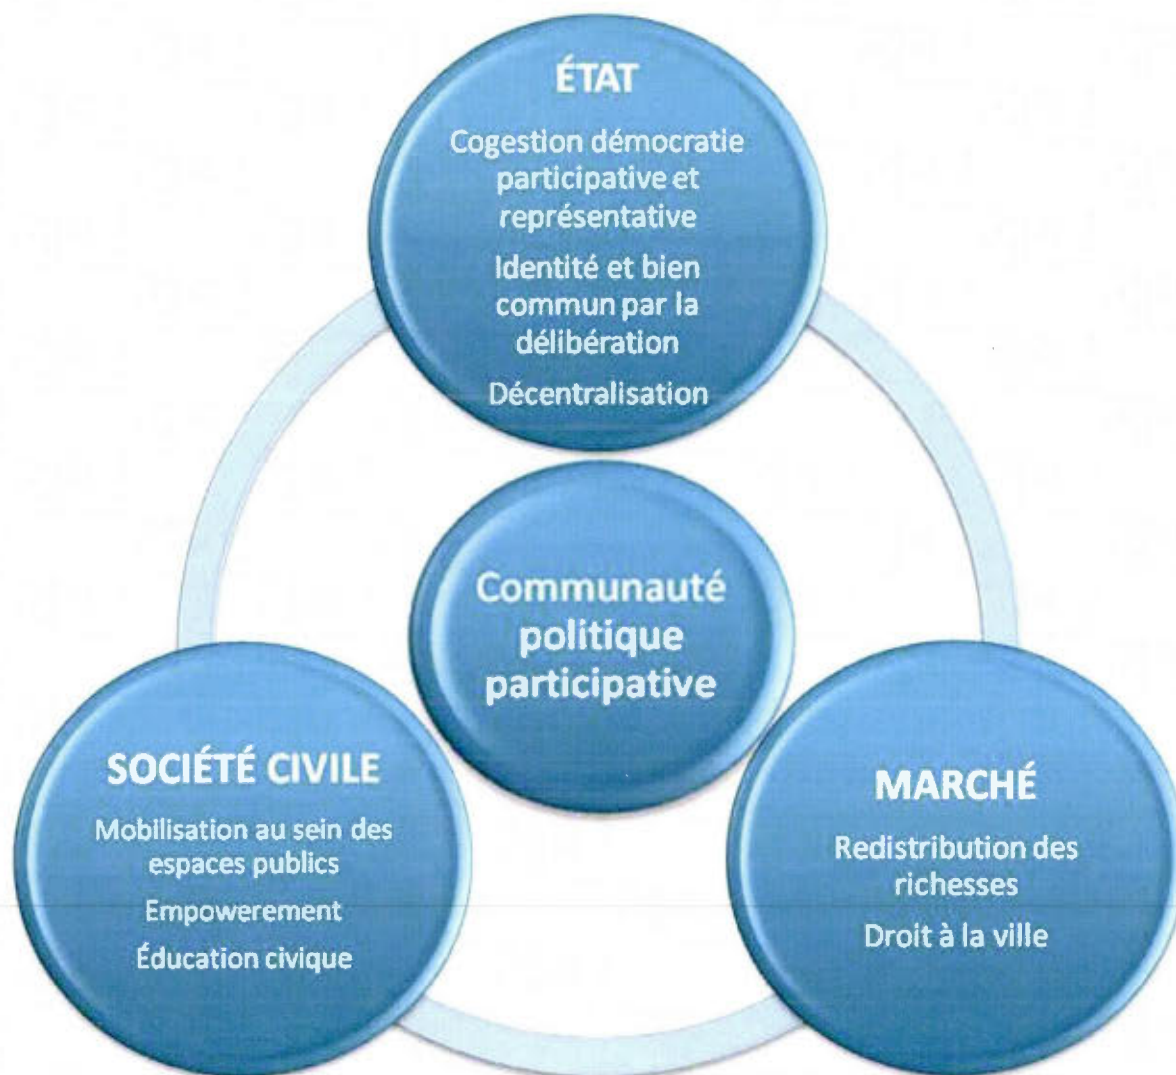 ÉTAT
Cogestion démocratie
participative et
représentative
Identité et bien
commun par la
délibération
Décentralisation
Communauté
politique
participative
SOCIÉTÉ CIVILE
Mobilisation au sein des
espaces publics
Empowerement
Éducation civique
MARCHÉ
Redistribution des
richesses
Droit à la ville